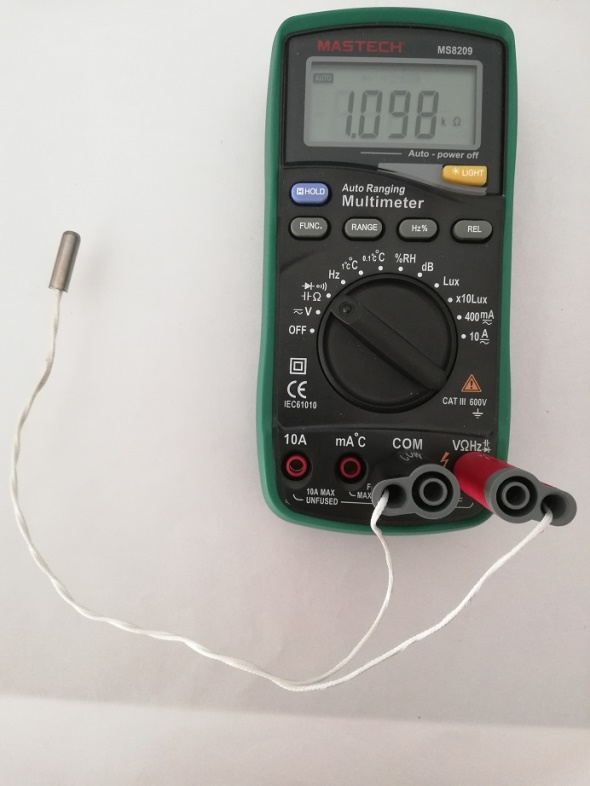 MASTECH MS8209
AUTO
1.098 k Ω
Auto - power off
☀ LIGHT
H HOLD
Auto Ranging
Multimeter
FUNC. RANGE Hz% REL
1°C 0.1°C %RH dB
Hz Lux
x10Lux
Ω
V 400mA
OFF 10A
CE
IEC61010
CAT III 600V
10A mA°C COM VΩHz
10A MAX
UNFUSED
MAX